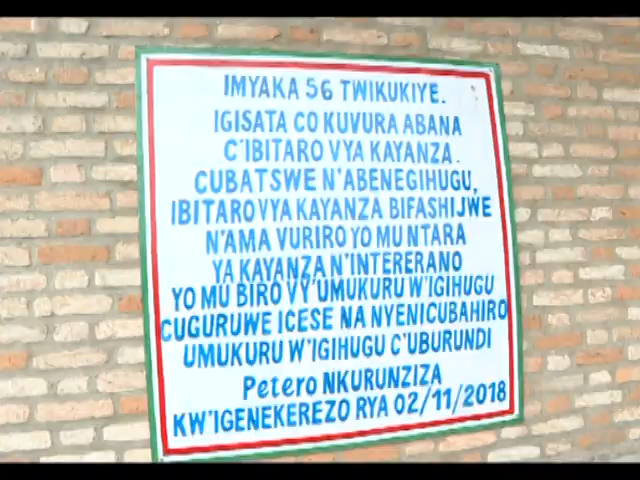 IMYAKA 56 TWIKUKIYE.
IGISATA CO KUVURA ABANA
C'IBITARO VYA KAYANZA.
CUBATSWE N'ABENEGIHUGU,
IBITARO VYA KAYANZA BIFASHIJWE
N'AMA VURIRO YO MU NTARA
YA KAYANZA N'INTERERANO
YO MU BIRO VY'UMUKURU W'IGIHUGU
CUGURUWE ICESE NA NYENICUBAHIRO
UMUKURU W'IGIHUGU C'UBURUNDI
Petero NKURUNZIZA
KW'IGENEKEREZO RYA 02/11/2018